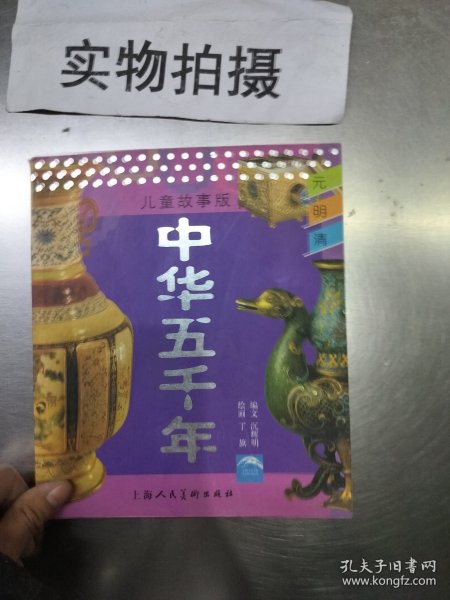 实物拍摄
儿童故事版
元
明
清
中华五千年
编文 沉辉明
绘画 丁旗
上海人民美术出版社
孔夫子旧书网
www.kongfz.com